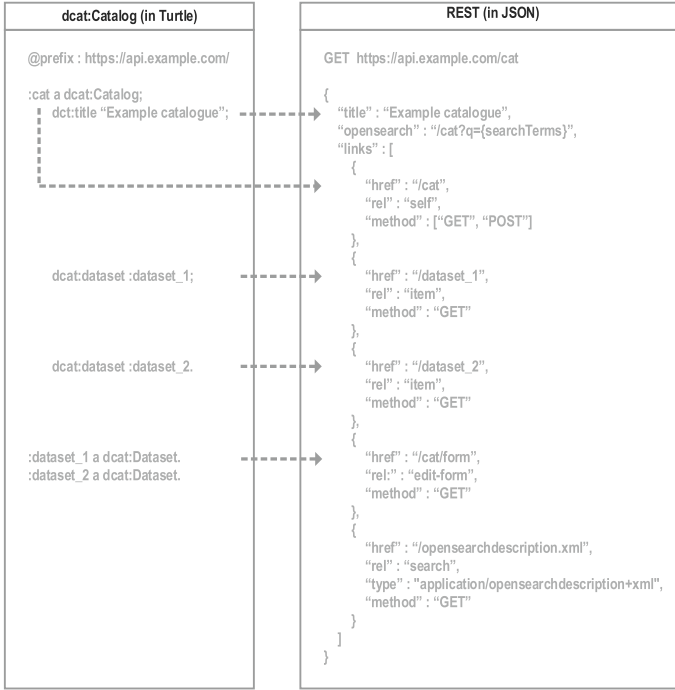 dcat:Catalog (in Turtle)
@prefix : https://api.example.com/
:cat a dcat:Catalog;
dct:title “Example catalogue”;
dcat:dataset :dataset_1;
dcat:dataset :dataset_2.
:dataset_1 a dcat:Dataset.
:dataset_2 a dcat:Dataset.
REST (in JSON)
GET https://api.example.com/cat
{
“title” : “Example catalogue”,
“opensearch” : “/cat?q={searchTerms}”,
“links” : [
{
“href” : “/cat”,
“rel” : “self”,
“method” : [“GET”, “POST”]
},
{
“href” : “/dataset_1”,
“rel” : “item”,
“method” : “GET”
},
{
“href” : “/dataset_2”,
“rel” : “item”,
“method” : “GET”
},
{
“href” : “/cat/form”,
“rel:” : “edit-form”,
“method” : “GET”
},
{
“href” : “/opensearchdescription.xml”,
“rel” : “search”,
“type” : "application/opensearchdescription+xml",
“method” : “GET”
}
]
}